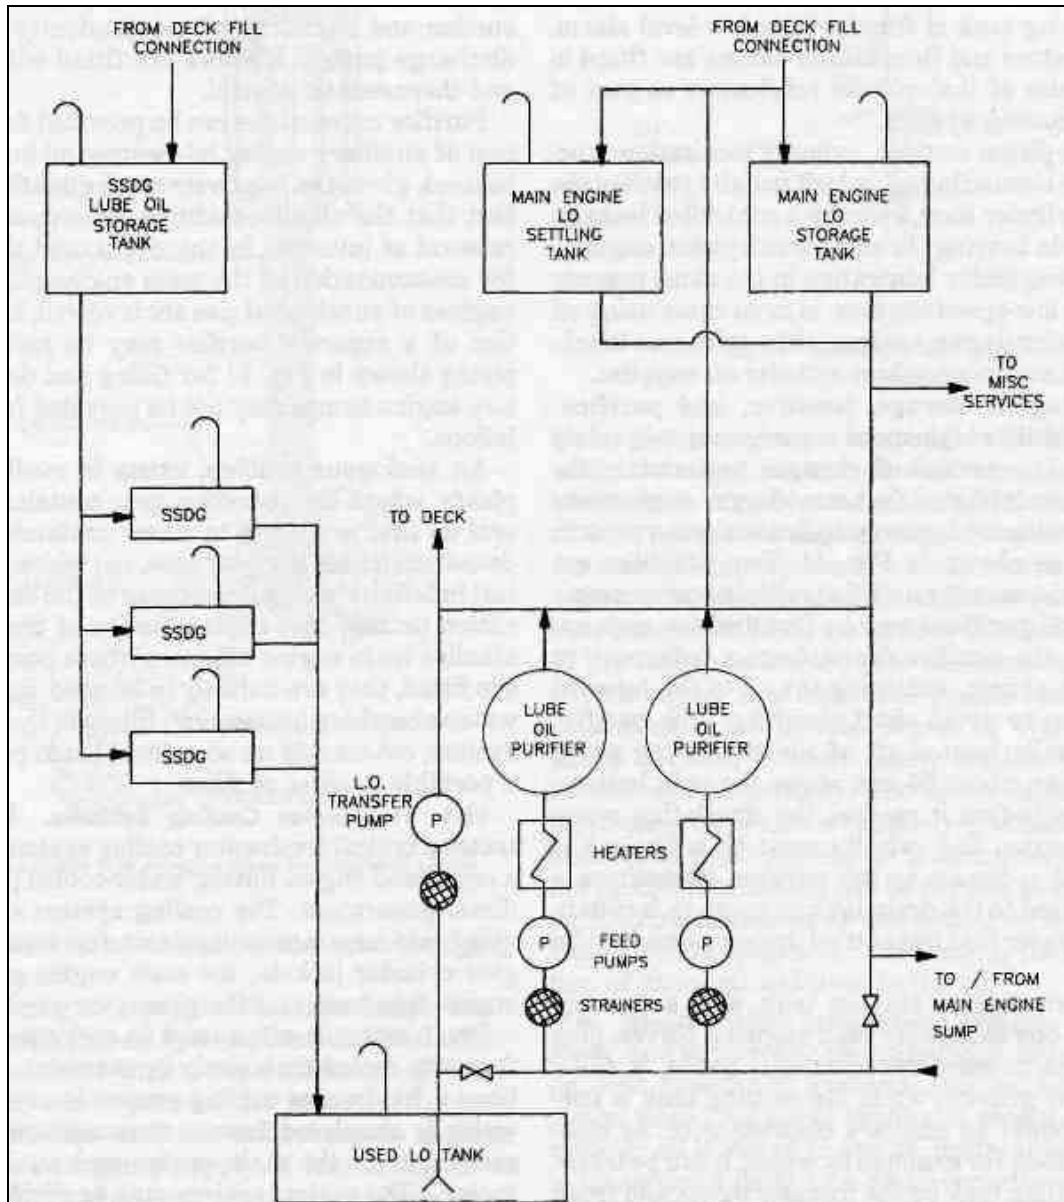 FROM DECK FILL
CONNECTION
FROM DECK FILL
CONNECTION
SSDG
LUBE OIL
STORAGE
TANK
MAIN ENGINE
LO
SETTLING
TANK
MAIN ENGINE
LO
STORAGE
TANK
TO
MISC
SERVICES
SSDG
TO DECK
SSDG
SSDG
LUBE
OIL
PURIFIER
LUBE
OIL
PURIFIER
L.O.
TRANSFER
PUMP
P
HEATERS
P
FEED
PUMPS
P
STRAINERS
TO / FROM
MAIN ENGINE
SUMP
USED LO TANK